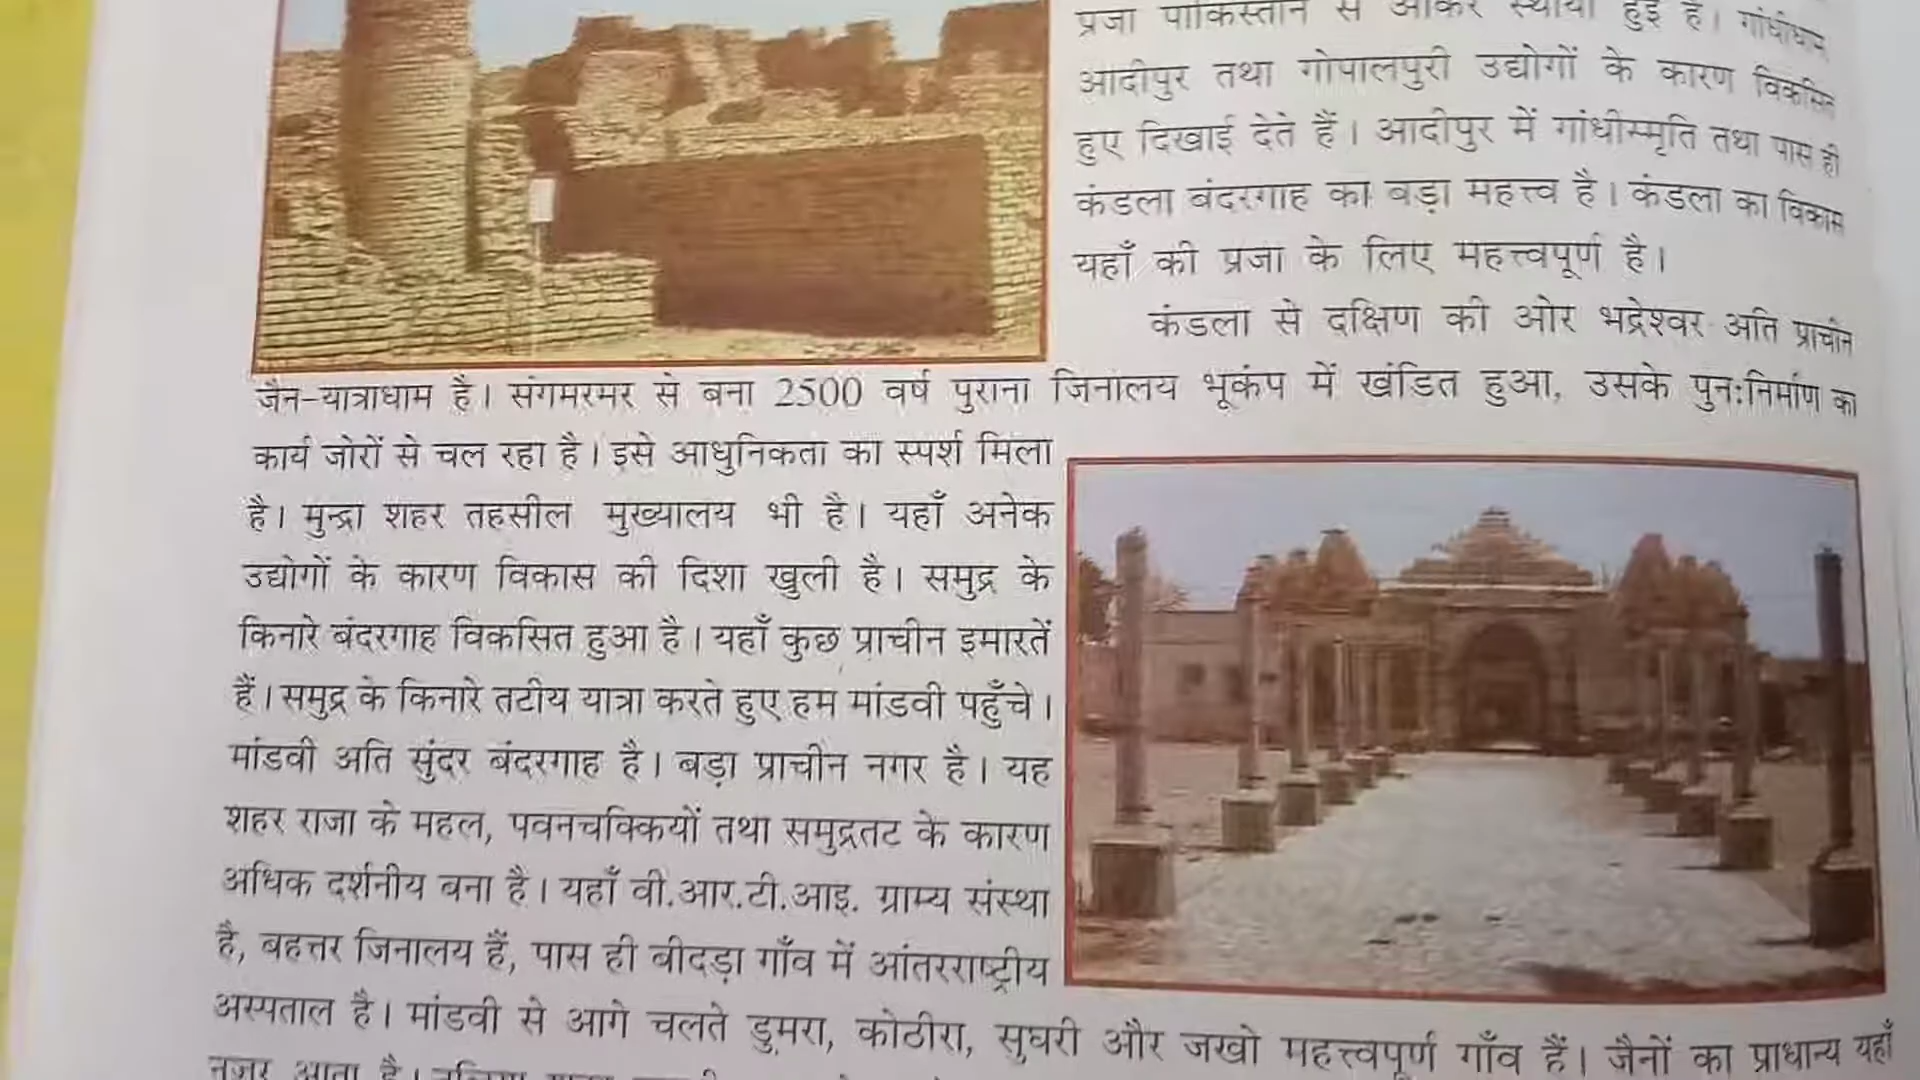 प्रजा पाकिस्तान से आकर स्थायी हुई है। गांधीधाम,
आदीपुर तथा गोपालपुरी उद्योगों के कारण विकसित
हुए दिखाई देते हैं। आदीपुर में गांधीस्मृति तथा पास ही
कंडला बंदरगाह का बड़ा महत्त्व है। कंडला का विकास
यहाँ की प्रजा के लिए महत्त्वपूर्ण है।
कंडला से दक्षिण की ओर भद्रेश्वर अति प्राचीन
जैन-यात्राधाम है। संगमरमर से बना 2500 वर्ष पुराना जिनालय भूकंप में खंडित हुआ, उसके पुनःनिर्माण का
कार्य जोरों से चल रहा है। इसे आधुनिकता का स्पर्श मिला
है। मुन्द्रा शहर तहसील मुख्यालय भी है। यहाँ अनेक
उद्योगों के कारण विकास की दिशा खुली है। समुद्र के
किनारे बंदरगाह विकसित हुआ है। यहाँ कुछ प्राचीन इमारतें
हैं। समुद्र के किनारे तटीय यात्रा करते हुए हम मांडवी पहुँचे।
मांडवी अति सुंदर बंदरगाह है। बड़ा प्राचीन नगर है। यह
शहर राजा के महल, पवनचक्कियों तथा समुद्रतट के कारण
अधिक दर्शनीय बना है। यहाँ वी.आर.टी.आइ. ग्राम्य संस्था
है, बहत्तर जिनालय हैं, पास ही बीदड़ा गाँव में आंतरराष्ट्रीय
अस्पताल है। मांडवी से आगे चलते डुमरा, कोठीरा, सुघरी और जखो महत्त्वपूर्ण गाँव हैं। जैनों का प्राधान्य यहाँ
नजर आता है।